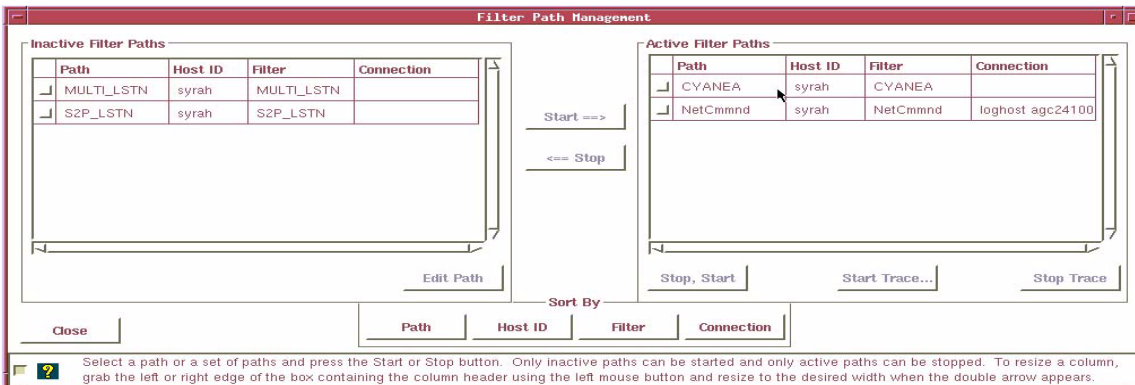 Filter Path Management
Inactive Filter Paths
Path Host ID Filter Connection
MULTI_LSTN syrah MULTI_LSTN
S2P_LSTN syrah S2P_LSTN
Edit Path
Start ==>
<== Stop
Active Filter Paths
Path Host ID Filter Connection
CYANEA syrah CYANEA
NetCmmnd syrah NetCmmnd loghost agc24100
Stop, Start Start Trace... Stop Trace
Sort By
Close Path Host ID Filter Connection
? Select a path or a set of paths and press the Start or Stop button. Only inactive paths can be started and only active paths can be stopped. To resize a column,
grab the left or right edge of the box containing the column header using the left mouse button and resize to the desired width when the double arrow appears.